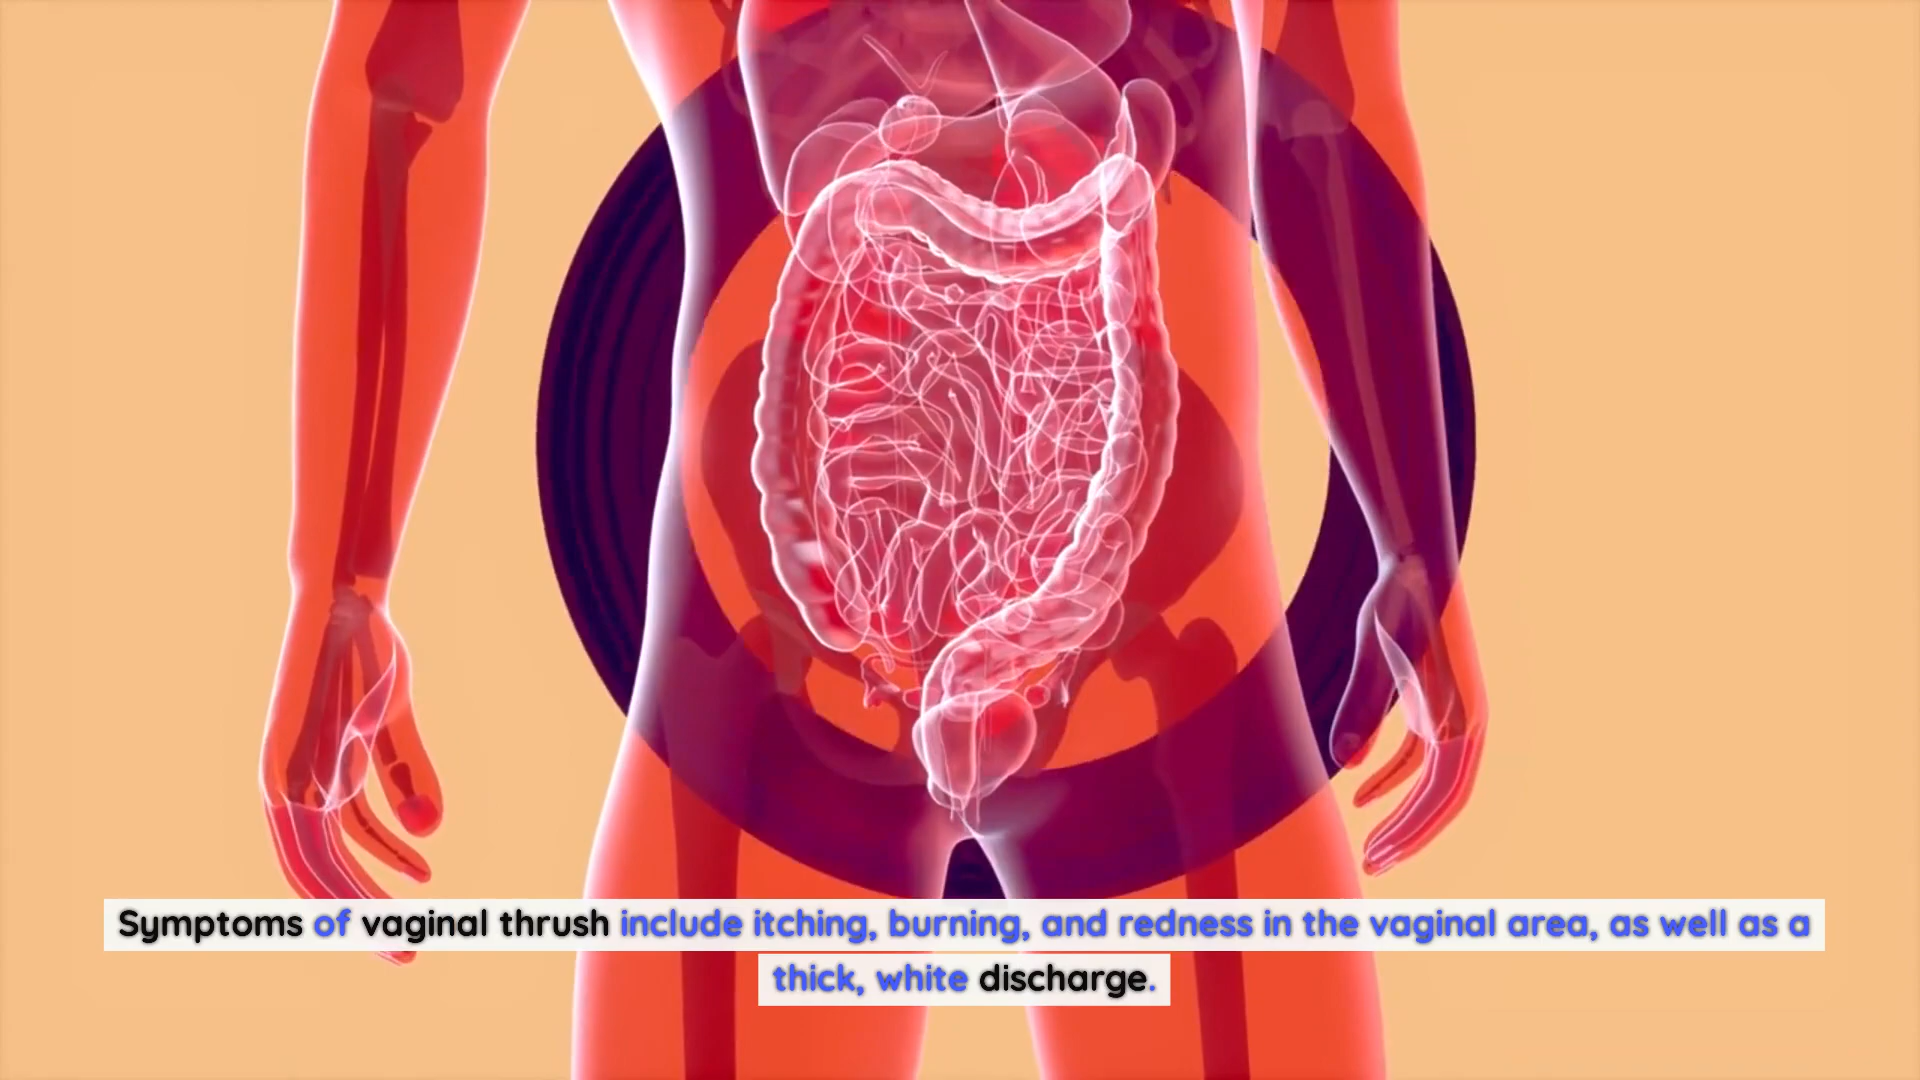 Symptoms of vaginal thrush include itching, burning, and redness in the vaginal area, as well as a
thick, white discharge.